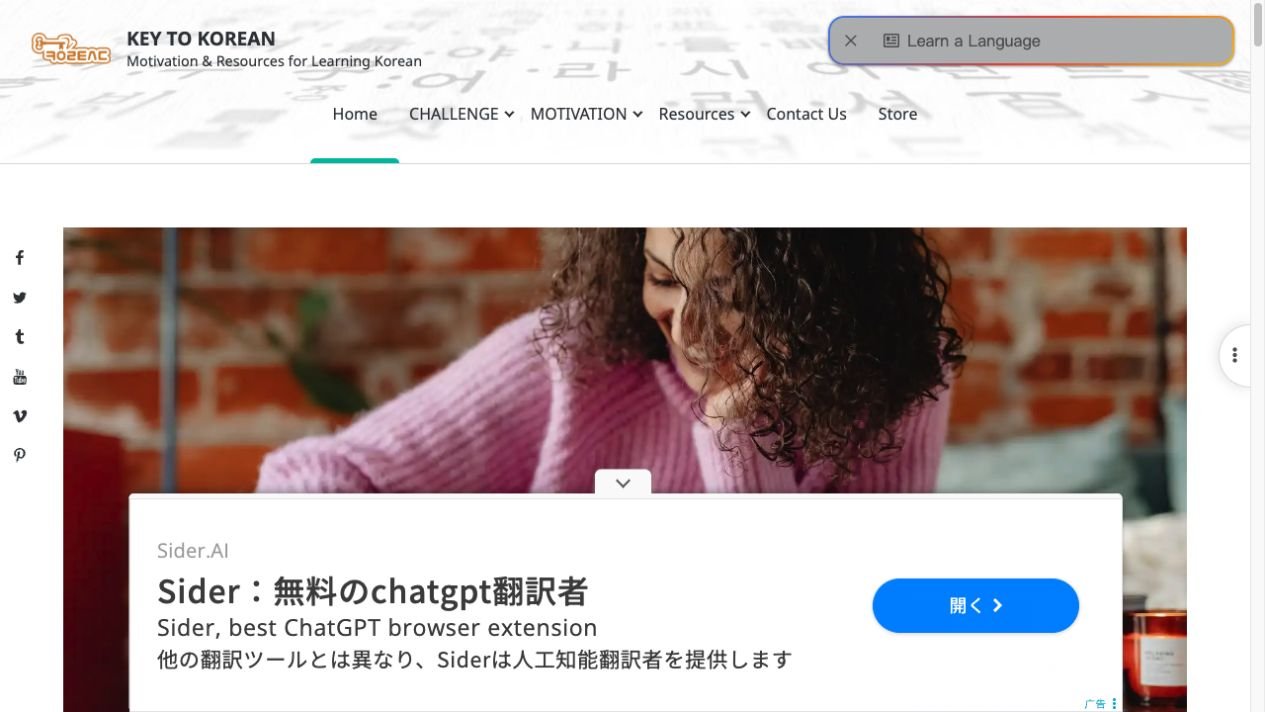 KEY TO KOREAN
Motivation & Resources for Learning Korean
Learn a Language
Home
CHALLENGE
MOTIVATION
Resources
Contact Us
Store
Sider.AI
Sider：無料のchatgpt翻訳者
Sider, best ChatGPT browser extension
他の翻訳ツールとは異なり、Siderは人工知能翻訳者を提供します
開く
广告